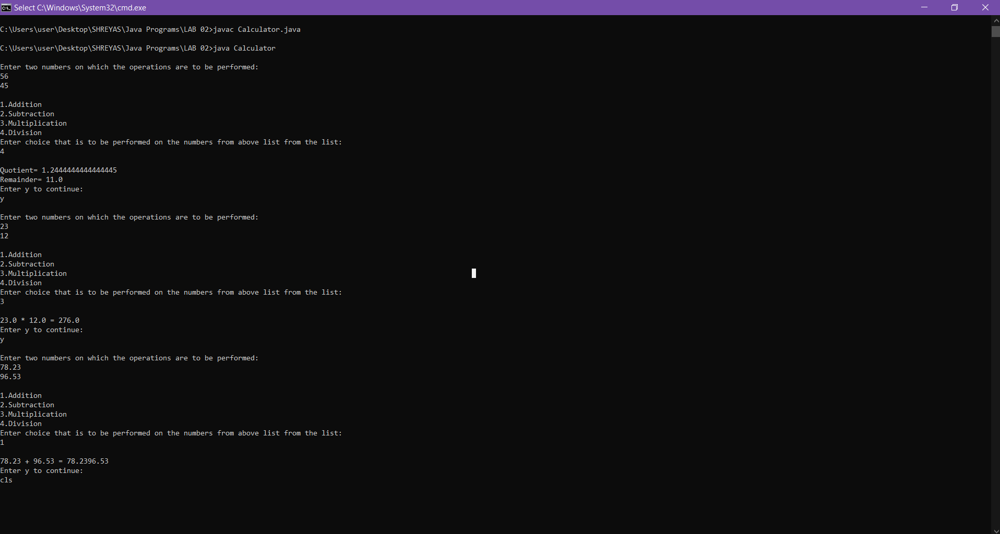 Select C:\Windows\System32\cmd.exe
C:\Users\user\Desktop\SHREYAS\Java Programs\LAB 02>javac Calculator.java
C:\Users\user\Desktop\SHREYAS\Java Programs\LAB 02>java Calculator
Enter two numbers on which the operations are to be performed:
56
45
1.Addition
2.Subtraction
3.Multiplication
4.Division
Enter choice that is to be performed on the numbers from above list from the list:
4
Quotient= 1.2444444444444445
Remainder= 11.0
Enter y to continue:
y
Enter two numbers on which the operations are to be performed:
23
12
1.Addition
2.Subtraction
3.Multiplication
4.Division
Enter choice that is to be performed on the numbers from above list from the list:
3
23.0 * 12.0 = 276.0
Enter y to continue:
y
Enter two numbers on which the operations are to be performed:
78.23
96.53
1.Addition
2.Subtraction
3.Multiplication
4.Division
Enter choice that is to be performed on the numbers from above list from the list:
1
78.23 + 96.53 = 78.2396.53
Enter y to continue:
cls